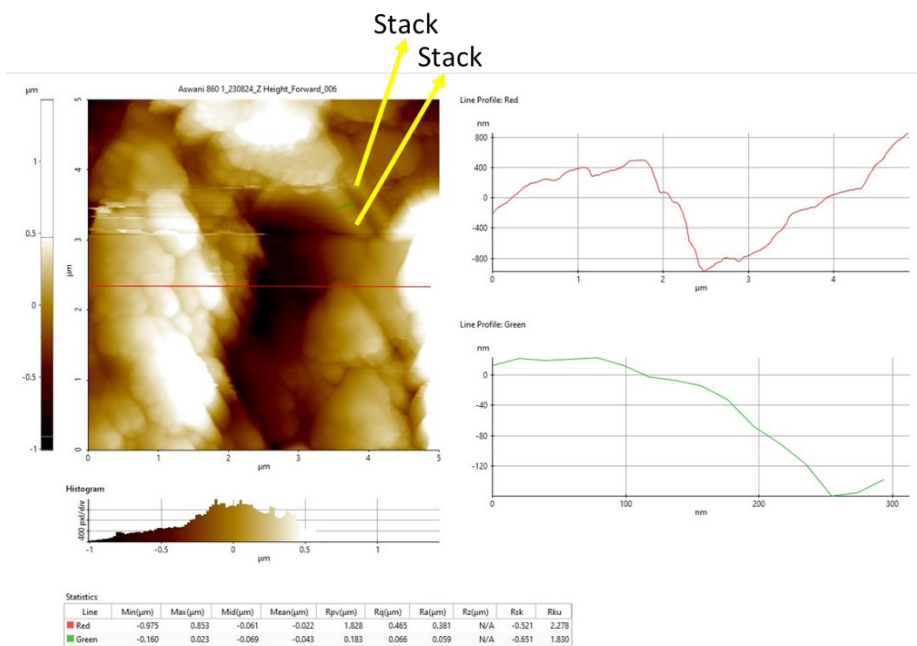 Stack
Stack
µm
Aswani 860 1_230824_Z Height_Forward_006
1
0.5
0
-0.5
-1
5
4
3
2
1
0
µm
0 1 2 3 4 5
µm
Line Profile: Red
nm
800
400
0
-400
-800
0 1 2 3 4
µm
Line Profile: Green
nm
0
-40
-80
-120
0 100 200 300
nm
Histogram
400 pxl/div
-1 -0.5 0 0.5 1
µm
Statistics
Line Min(µm) Max(µm) Mid(µm) Mean(µm) Rpv(µm) Rq(µm) Ra(µm) Rz(µm) Rsk Rku
Red -0.975 0.853 -0.061 -0.022 1.828 0.465 0.381 N/A -0.521 2.278
Green -0.160 0.023 -0.069 -0.043 0.183 0.066 0.059 N/A -0.651 1.830